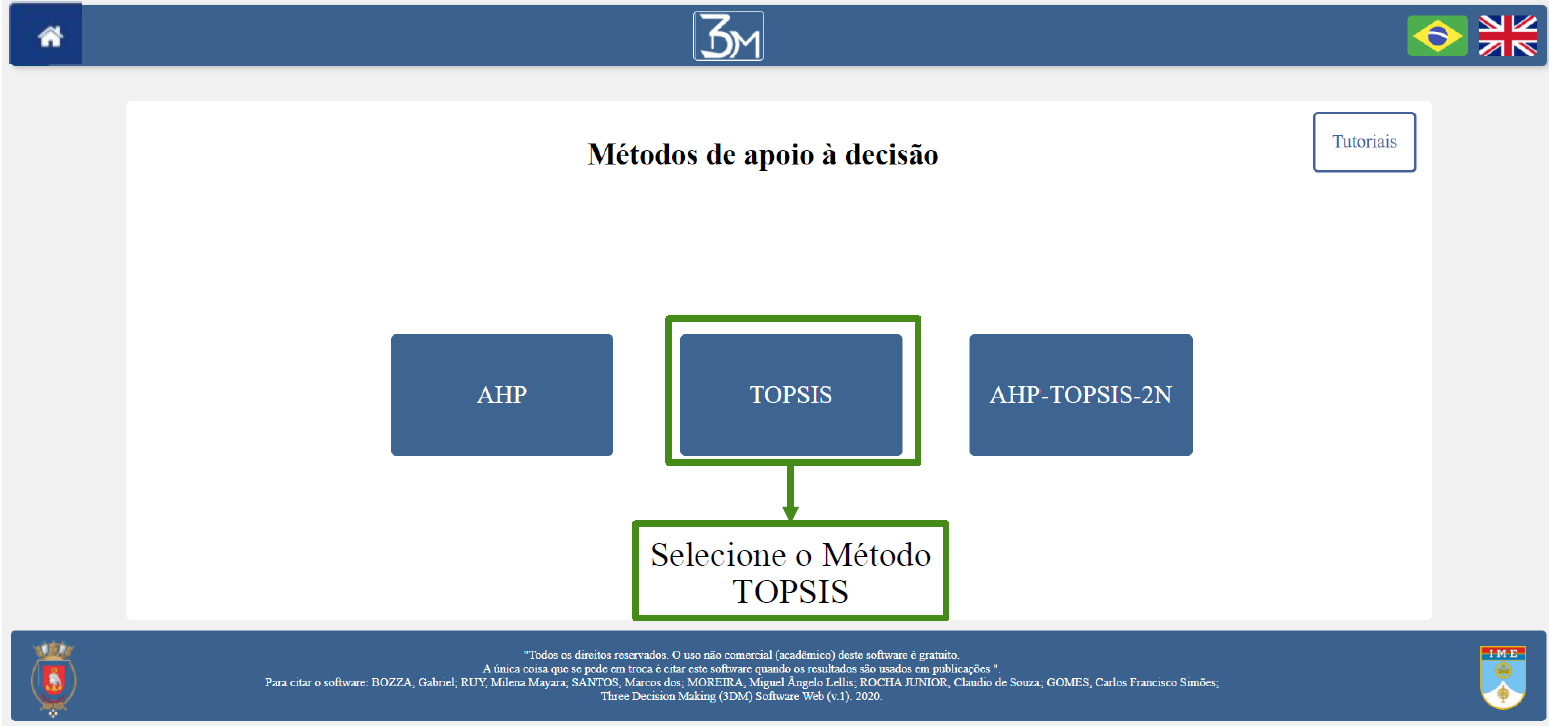 3DM
Métodos de apoio à decisão
Tutoriais
AHP
TOPSIS
AHP-TOPSIS-2N
Selecione o Método
TOPSIS
"Todos os direitos reservados. O uso não comercial (acadêmico) deste software é gratuito.
A única coisa que se pede em troca é citar este software quando os resultados são usados em publicações "
Para citar o software: BOZZA, Gabriel; RUY, Milena Mayara; SANTOS, Marcos dos; MOREIRA, Miguel Ângelo Lellis; ROCHA JUNIOR, Claudio de Souza; GOMES, Carlos Francisco Simões;
Three Decision Making (3DM) Software Web (v.1). 2020.
IME